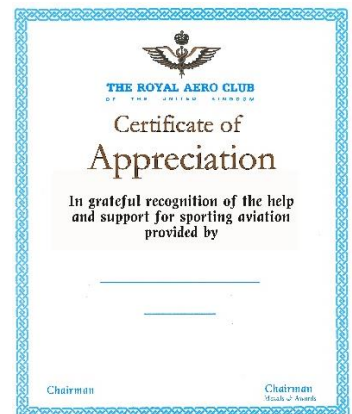 THE ROYAL AERO CLUB
OF THE UNITED KINGDOM
Certificate of
Appreciation
In grateful recognition of the help
and support for sporting aviation
provided by
Chairman
Chairman
Medals & Awards